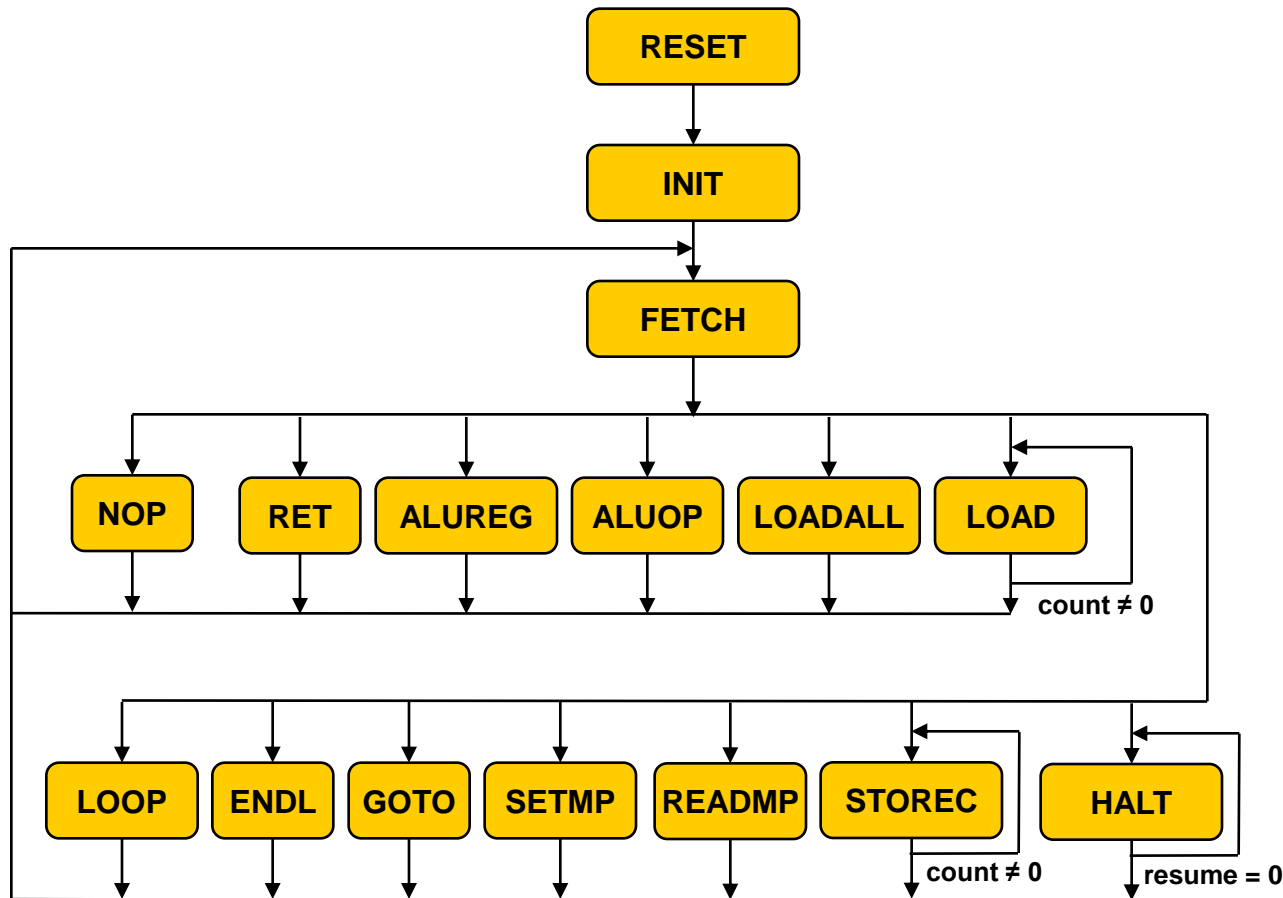 RESET
INIT
FETCH
NOP
RET
ALUREG
ALUOP
LOADALL
LOAD
count ≠ 0
LOOP
ENDL
GOTO
SETMP
READMP
STOREC
HALT
count ≠ 0
resume = 0